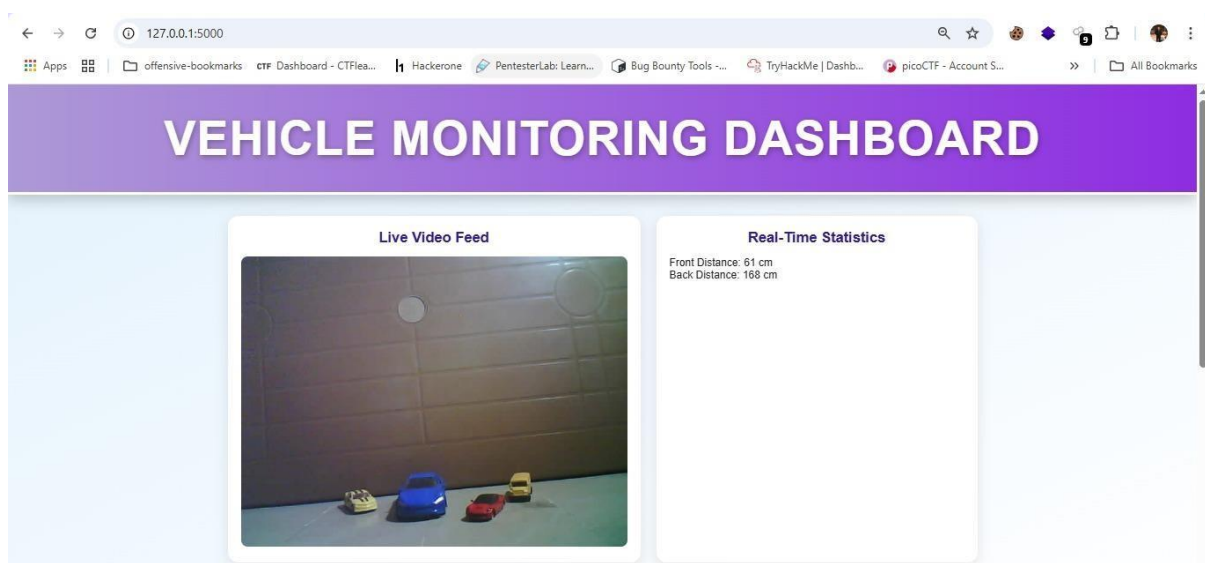 127.0.0.1:5000
9
Apps offensive-bookmarks CTF Dashboard - CTFlea... h Hackerone PentesterLab: Learn... Bug Bounty Tools -... TryHackMe | Dashb... picoCTF - Account S... » All Bookmarks
VEHICLE MONITORING DASHBOARD
Live Video Feed
Real-Time Statistics
Front Distance: 61 cm
Back Distance: 168 cm